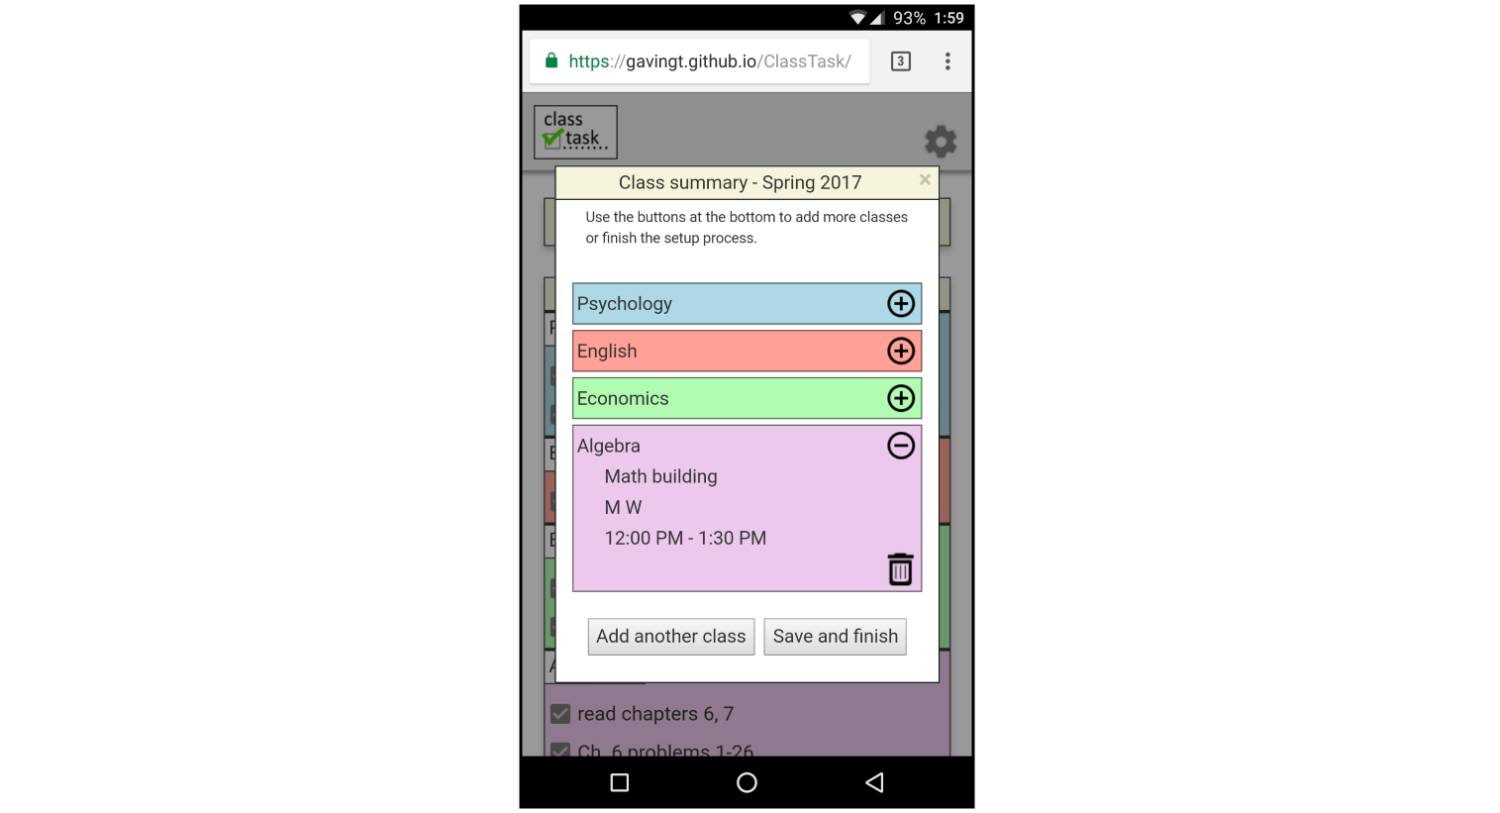 93% 1:59
https://gavingt.github.io/ClassTask/ 3
class
task
Class summary - Spring 2017 ×
Use the buttons at the bottom to add more classes
or finish the setup process.
Psychology
English
Economics
Algebra
Math building
M W
12:00 PM - 1:30 PM
Add another class Save and finish
read chapters 6, 7
Ch. 6 problems 1-26